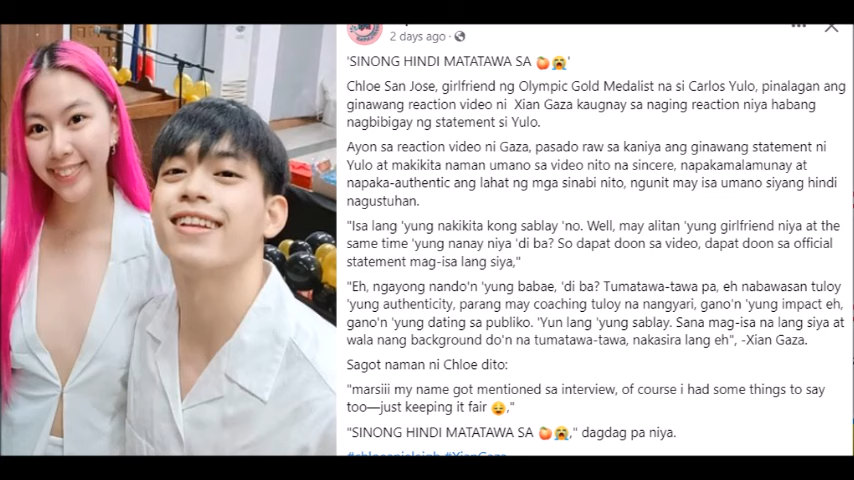 2 days ago ·
'SINONG HINDI MATATAWA SA 🍑😭'
Chloe San Jose, girlfriend ng Olympic Gold Medalist na si Carlos Yulo, pinalagan ang
ginawang reaction video ni Xian Gaza kaugnay sa naging reaction niya habang
nagbibigay ng statement si Yulo.
Ayon sa reaction video ni Gaza, pasado raw sa kaniya ang ginawang statement ni
Yulo at makikita naman umano sa video nito na sincere, napakamalamunay at
napaka-authentic ang lahat ng mga sinabi nito, ngunit may isa umano siyang hindi
nagustuhan.
"Isa lang 'yung nakikita kong sablay 'no. Well, may alitan 'yung girlfriend niya at the
same time 'yung nanay niya 'di ba? So dapat doon sa video, dapat doon sa official
statement mag-isa lang siya,"
"Eh, ngayong nando'n 'yung babae, 'di ba? Tumatawa-tawa pa, eh nabawasan tuloy
'yung authenticity, parang may coaching tuloy na nangyari, gano'n 'yung impact eh,
gano'n 'yung dating sa publiko. 'Yun lang 'yung sablay. Sana mag-isa na lang siya at
wala nang background do'n na tumatawa-tawa, nakasira lang eh", -Xian Gaza.
Sagot naman ni Chloe dito:
"marsiii my name got mentioned sa interview, of course i had some things to say
too—just keeping it fair 😌,"
"SINONG HINDI MATATAWA SA 🍑😭," dagdag pa niya.